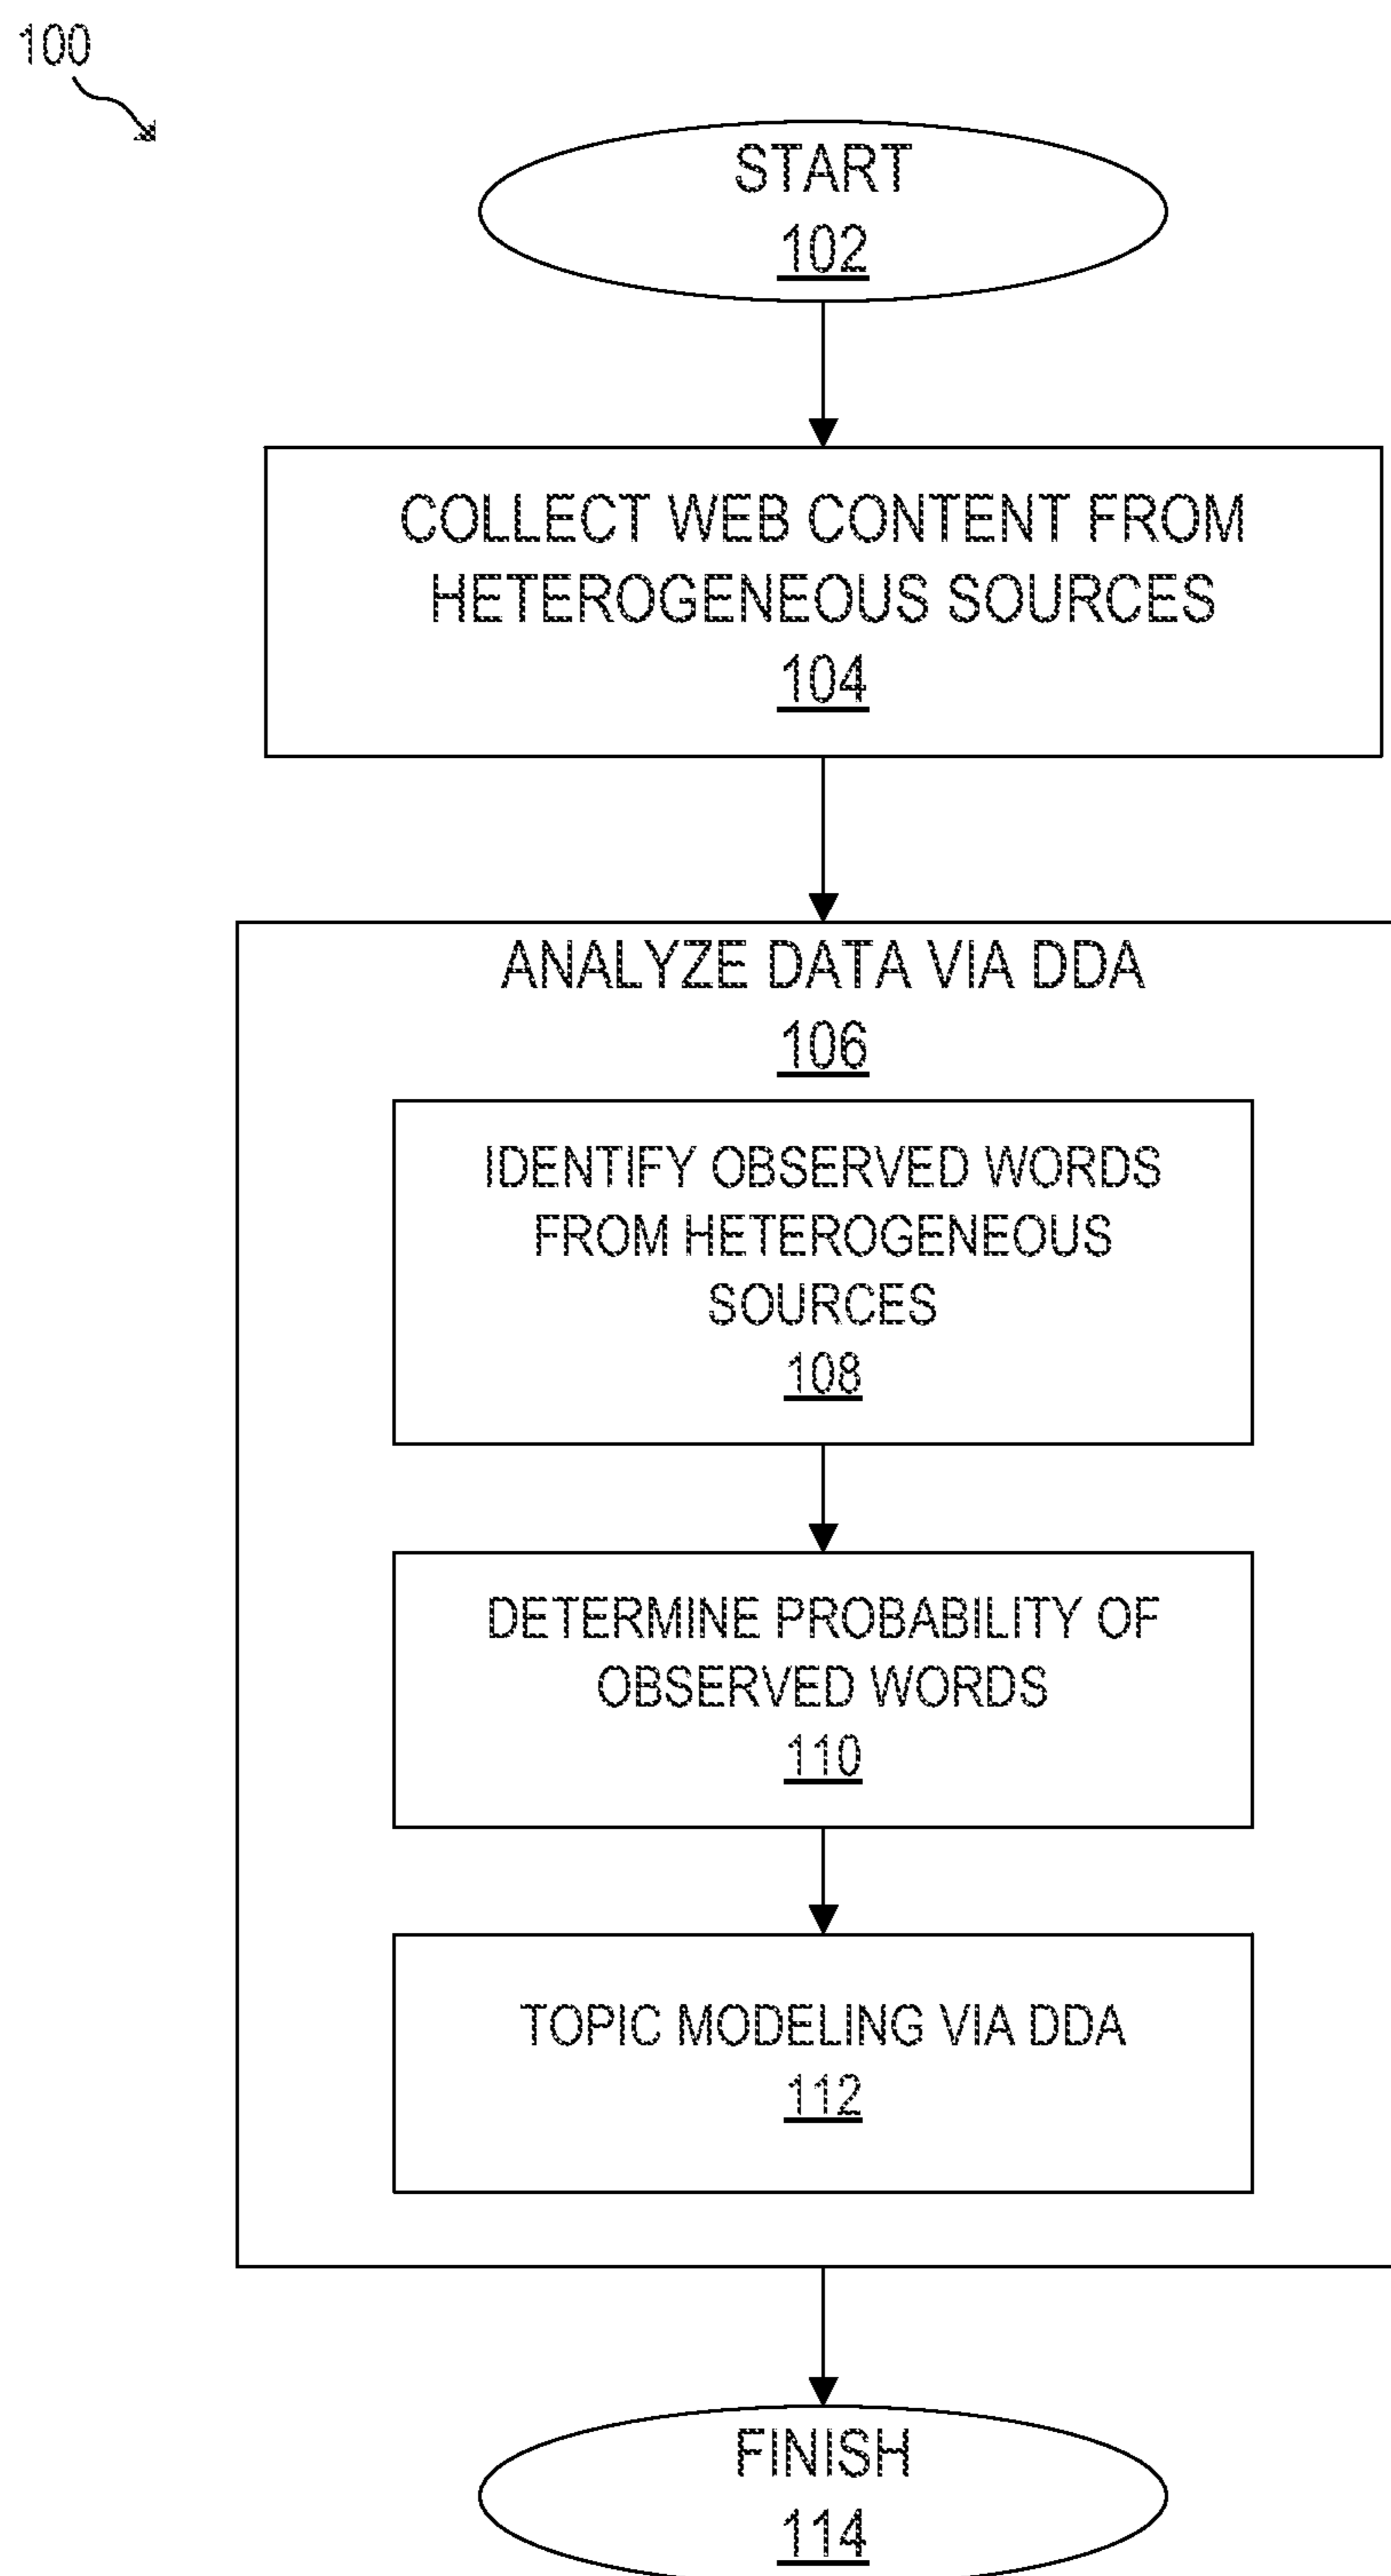 100
START
102
COLLECT WEB CONTENT FROM
HETEROGENEOUS SOURCES
104
ANALYZE DATA VIA DDA
106
IDENTIFY OBSERVED WORDS
FROM HETEROGENEOUS
SOURCES
108
DETERMINE PROBABILITY OF
OBSERVED WORDS
110
TOPIC MODELING VIA DDA
112
FINISH
114